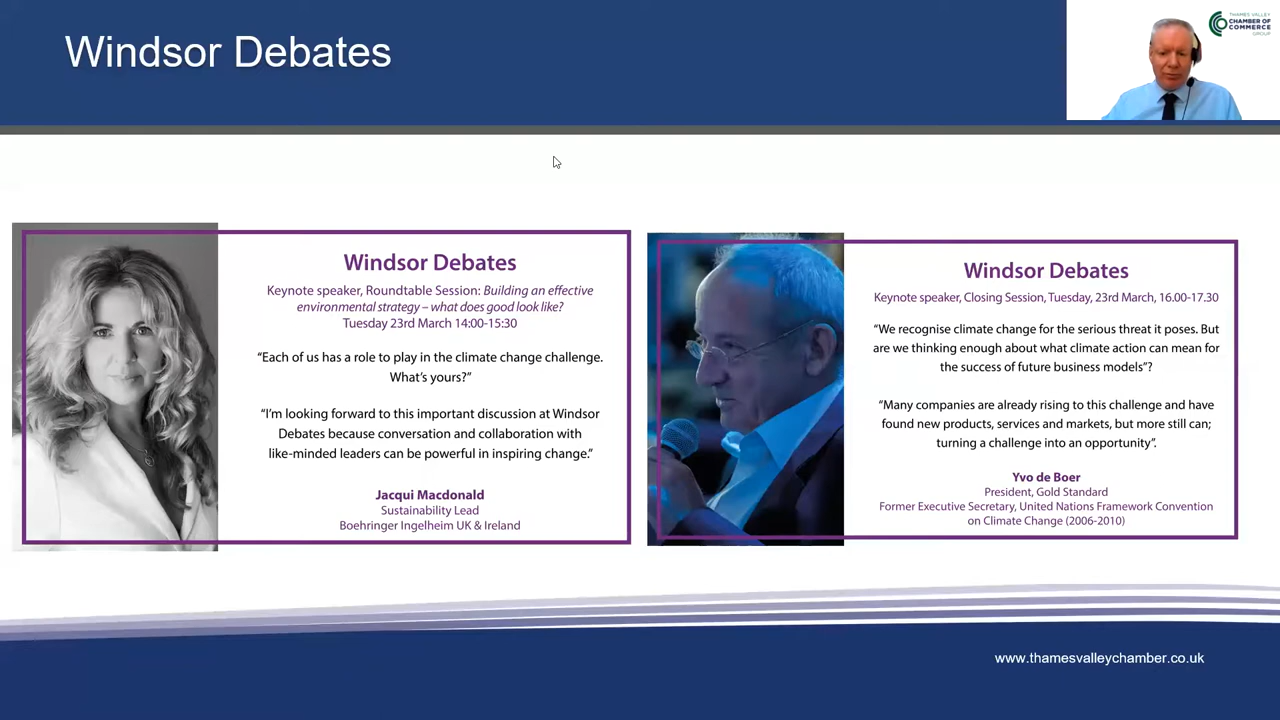 Windsor Debates
THAMES VALLEY
CHAMBER OF
COMMERCE
GROUP
Windsor Debates
Keynote speaker, Roundtable Session: Building an effective
environmental strategy – what does good look like?
Tuesday 23rd March 14:00-15:30
“Each of us has a role to play in the climate change challenge.
What’s yours?”
“I’m looking forward to this important discussion at Windsor
Debates because conversation and collaboration with
like-minded leaders can be powerful in inspiring change.”
Jacqui Macdonald
Sustainability Lead
Boehringer Ingelheim UK & Ireland
Windsor Debates
Keynote speaker, Closing Session, Tuesday, 23rd March, 16.00-17.30
“We recognise climate change for the serious threat it poses. But
are we thinking enough about what climate action can mean for
the success of future business models”?
“Many companies are already rising to this challenge and have
found new products, services and markets, but more still can;
turning a challenge into an opportunity”.
Yvo de Boer
President, Gold Standard
Former Executive Secretary, United Nations Framework Convention
on Climate Change (2006-2010)
www.thamesvalleychamber.co.uk